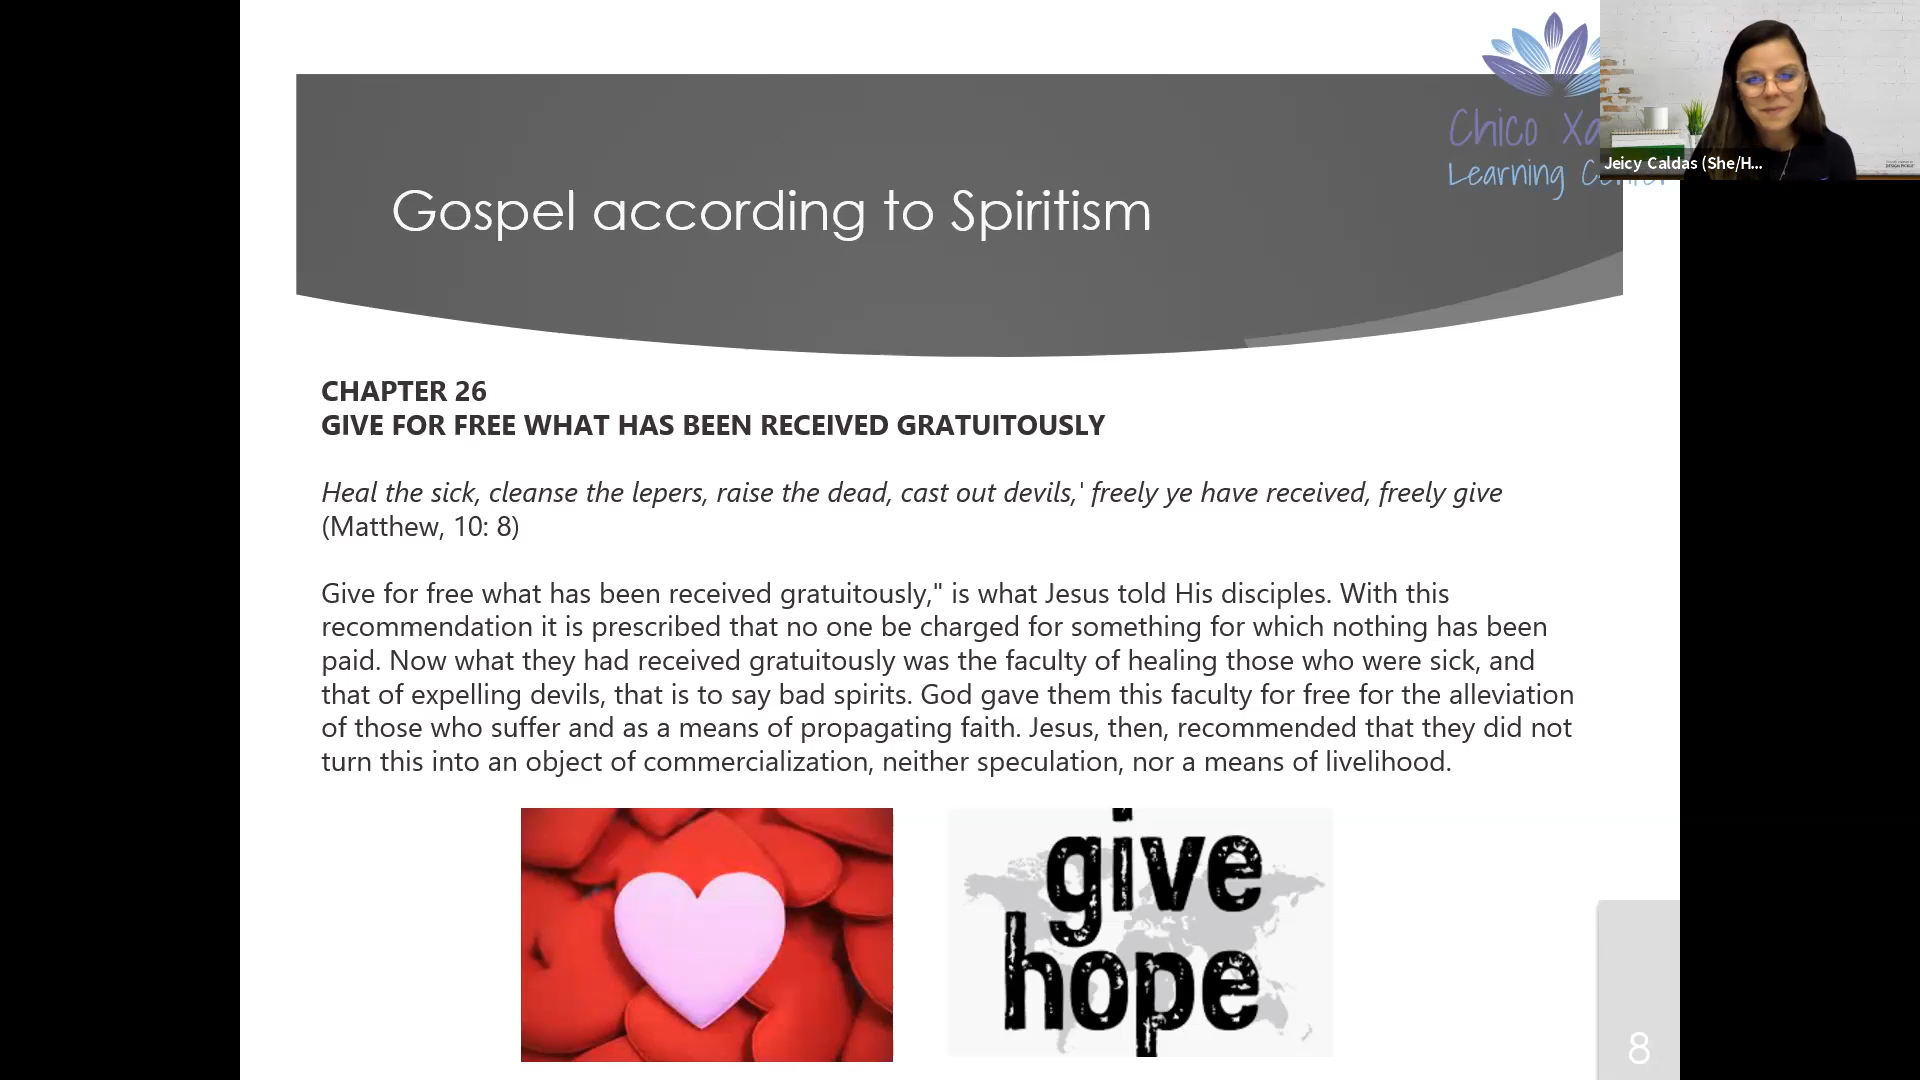 Chico Xa
Learning Center
Jeicy Caldas (She/H...
Gospel according to Spiritism
CHAPTER 26
GIVE FOR FREE WHAT HAS BEEN RECEIVED GRATUITOUSLY
Heal the sick, cleanse the lepers, raise the dead, cast out devils,' freely ye have received, freely give
(Matthew, 10: 8)
Give for free what has been received gratuitously," is what Jesus told His disciples. With this
recommendation it is prescribed that no one be charged for something for which nothing has been
paid. Now what they had received gratuitously was the faculty of healing those who were sick, and
that of expelling devils, that is to say bad spirits. God gave them this faculty for free for the alleviation
of those who suffer and as a means of propagating faith. Jesus, then, recommended that they did not
turn this into an object of commercialization, neither speculation, nor a means of livelihood.
give
hope
8